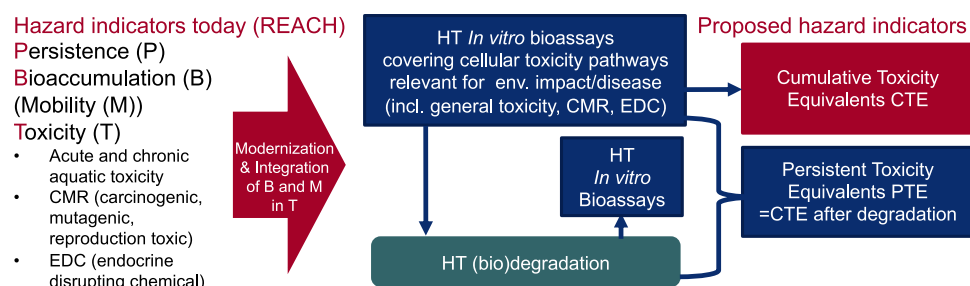 Hazard indicators today (REACH)
Persistence (P)
Bioaccumulation (B)
(Mobility (M))
Toxicity (T)
• Acute and chronic
aquatic toxicity
• CMR (carcinogenic,
mutagenic,
reproduction toxic)
• EDC (endocrine
disrupting chemical)
Modernization
& Integration
of B and M
in T
HT In vitro bioassays
covering cellular toxicity pathways
relevant for env. impact/disease
(incl. general toxicity, CMR, EDC)
HT
In vitro
Bioassays
HT (bio)degradation
Proposed hazard indicators
Cumulative Toxicity
Equivalents CTE
Persistent Toxicity
Equivalents PTE
=CTE after degradation